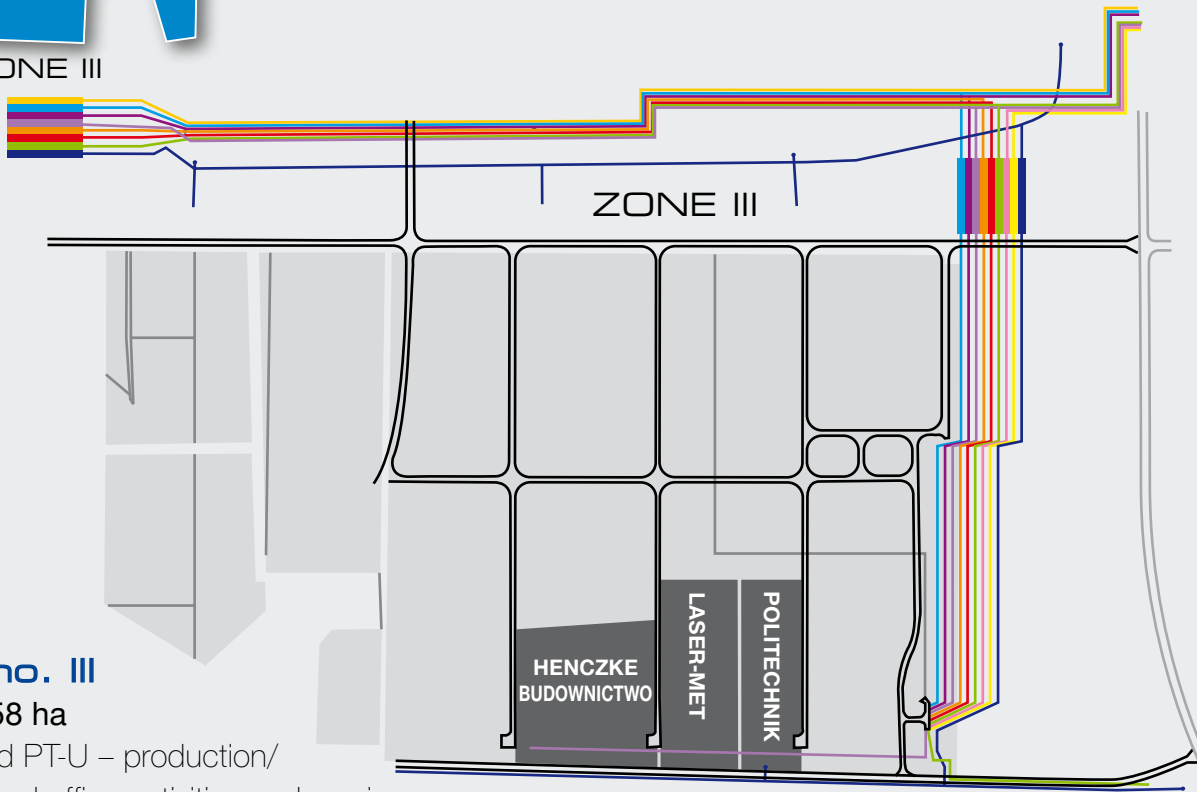 ONE III
ZONE III
HENCZKE
BUDOWNICTWO
LASER-MET
POLITECHNIK
no. III
58 ha
d PT-U – production/